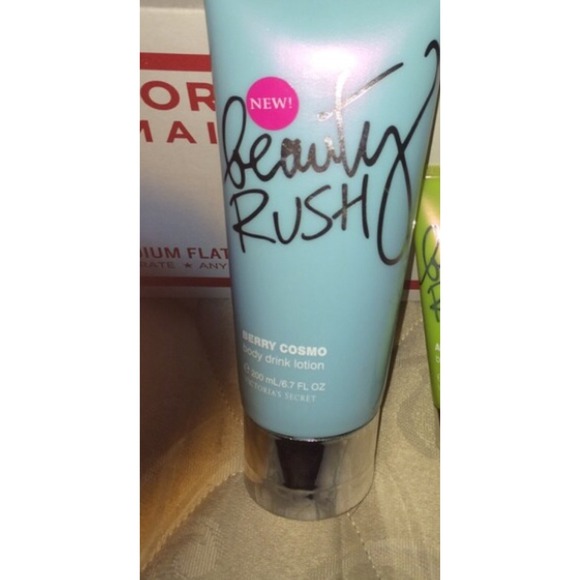 OR
MAI
NEW!
beauty
RUSH
DIUM FLAT
RATE ★ ANY
BERRY COSMO
body drink lotion
℮ 200 mL/6.7 FL OZ
VICTORIA'S SECRET